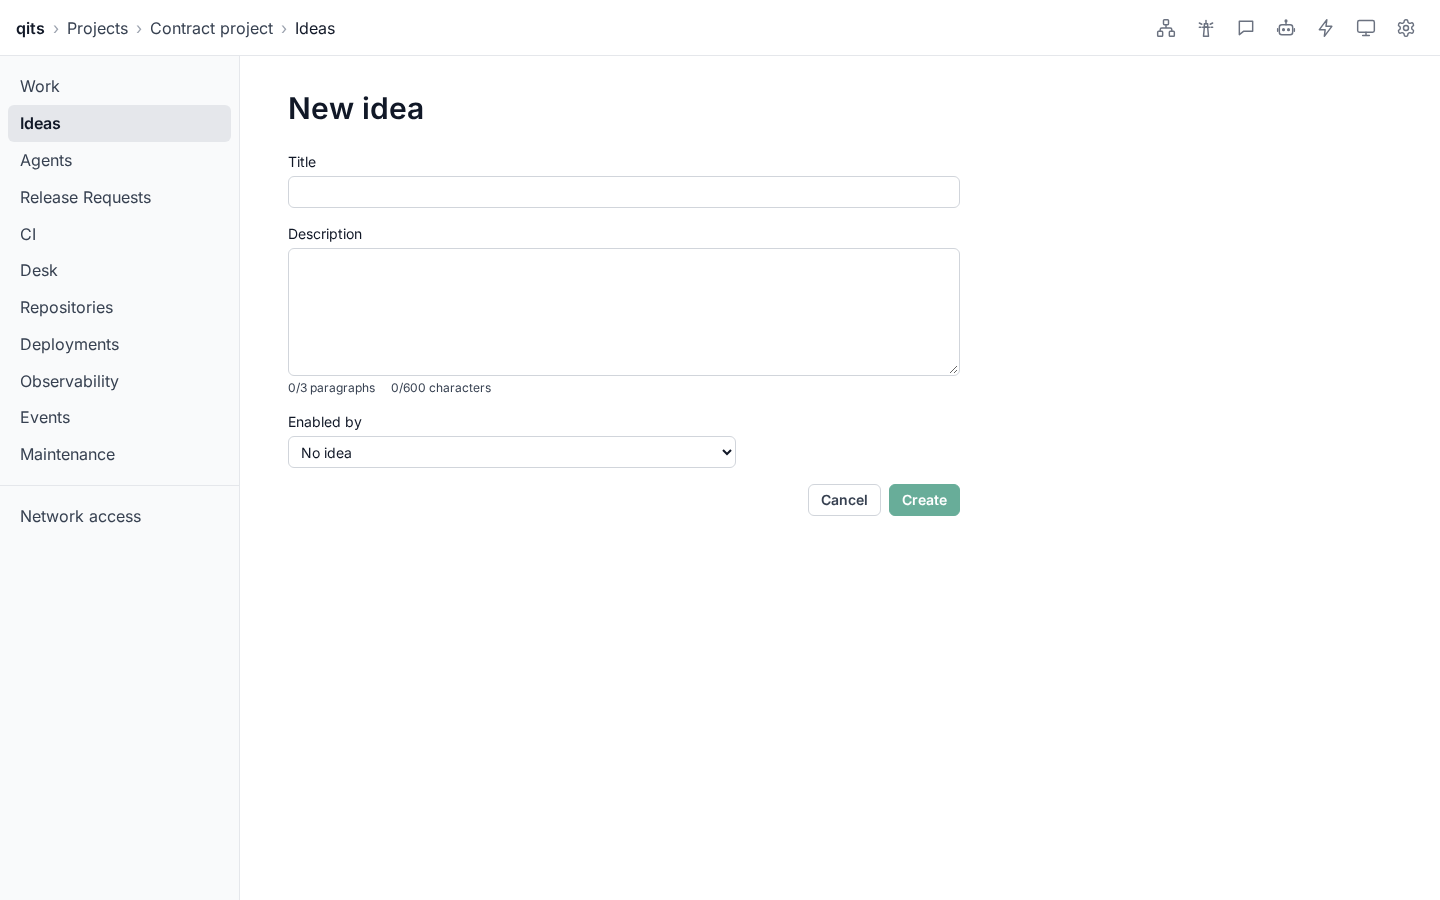 qits › Projects › Contract project › Ideas
Work
Ideas
Agents
Release Requests
CI
Desk
Repositories
Deployments
Observability
Events
Maintenance
Network access
New idea
Title
Description
0/3 paragraphs 0/600 characters
Enabled by
No idea
Cancel Create